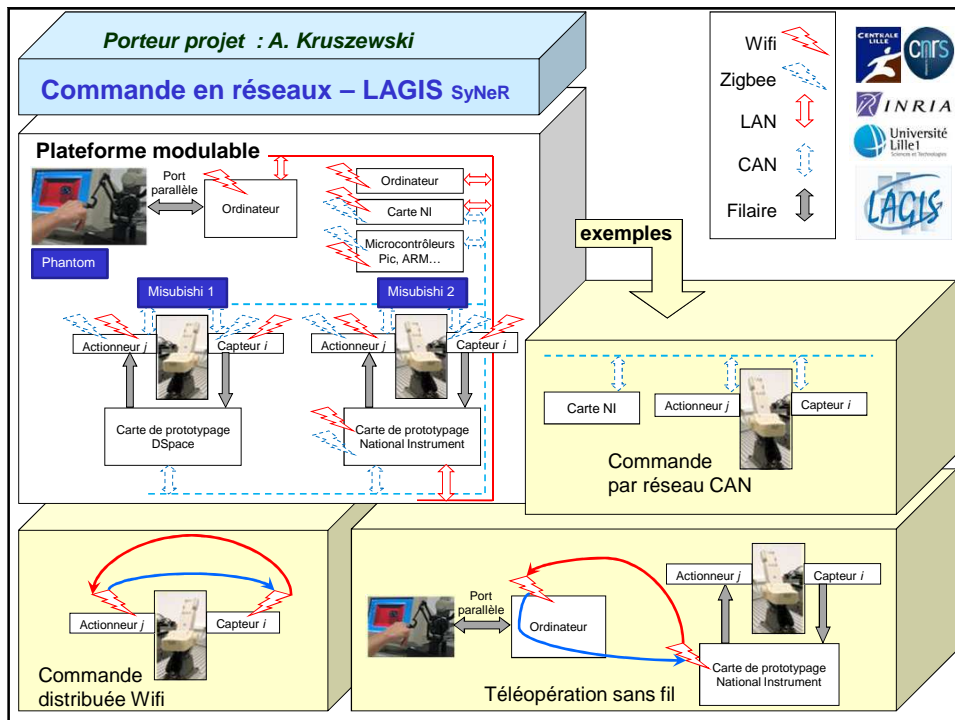 Porteur projet : A. Kruszewski
Commande en réseaux – LAGIS SyNeR
Wifi
Zigbee
LAN
CAN
Filaire
CENTRALE
LILLE
cnrs
INRIA
Université
Lille1
Sciences et Technologies
LAGIS
Plateforme modulable
Port
parallèle
Ordinateur
Phantom
Ordinateur
Carte NI
Microcontrôleurs
Pic, ARM…
Misubishi 1
Actionneur j
Capteur i
Carte de prototypage
DSpace
Misubishi 2
Actionneur j
Capteur i
Carte de prototypage
National Instrument
exemples
Carte NI
Actionneur j
Capteur i
Commande
par réseau CAN
Actionneur j
Capteur i
Commande
distribuée Wifi
Port
parallèle
Ordinateur
Actionneur j
Capteur i
Carte de prototypage
National Instrument
Téléopération sans fil